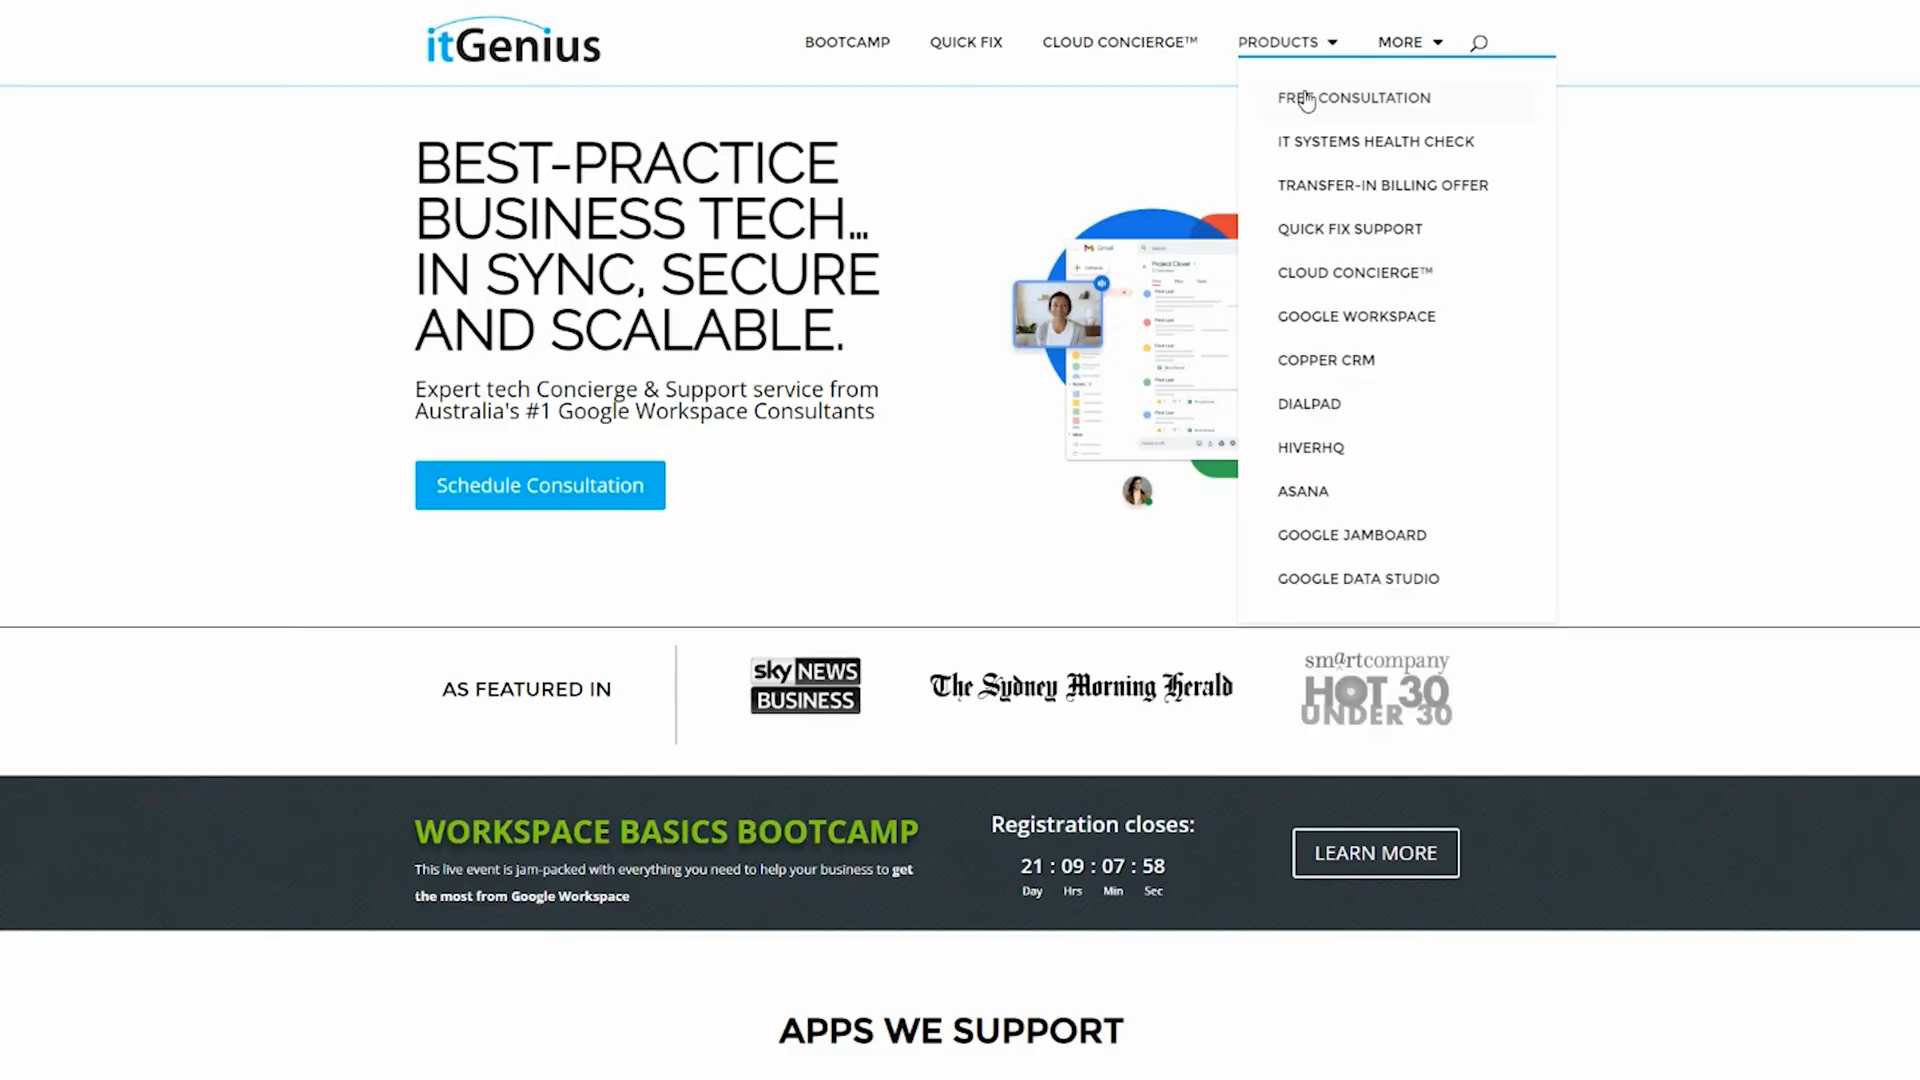 itGenius
BOOTCAMP
QUICK FIX
CLOUD CONCIERGE™
PRODUCTS
MORE
FREE CONSULTATION
IT SYSTEMS HEALTH CHECK
TRANSFER-IN BILLING OFFER
QUICK FIX SUPPORT
CLOUD CONCIERGE™
GOOGLE WORKSPACE
COPPER CRM
DIALPAD
HIVERHQ
ASANA
GOOGLE JAMBOARD
GOOGLE DATA STUDIO
BEST-PRACTICE
BUSINESS TECH...
IN SYNC, SECURE
AND SCALABLE.
Expert tech Concierge & Support service from
Australia's #1 Google Workspace Consultants
Schedule Consultation
Gmail
Project Clover
AS FEATURED IN
sky NEWS
BUSINESS
The Sydney Morning Herald
smartcompany
HOT 30
UNDER 30
WORKSPACE BASICS BOOTCAMP
This live event is jam-packed with everything you need to help your business to get
the most from Google Workspace
Registration closes:
21 : 09 : 07 : 58
Day Hrs Min Sec
LEARN MORE
APPS WE SUPPORT